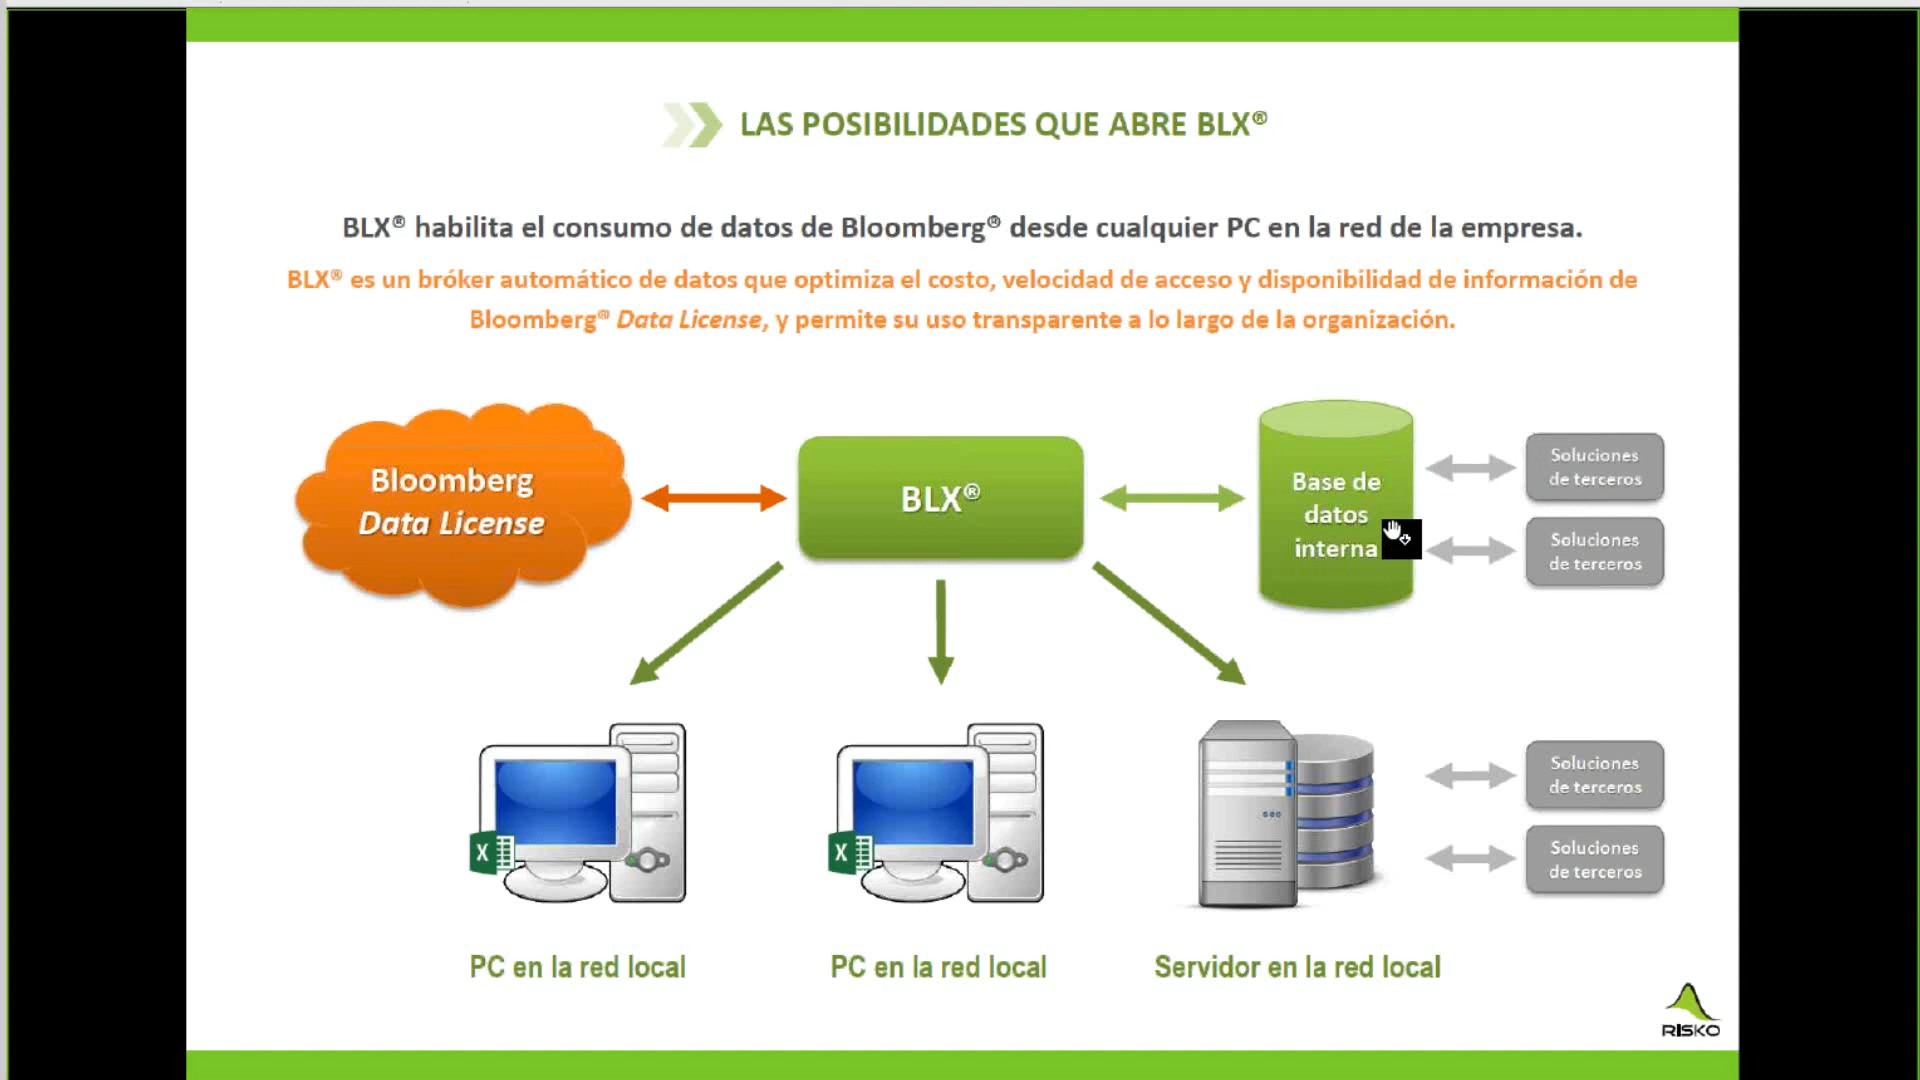 LAS POSIBILIDADES QUE ABRE BLX®
BLX® habilita el consumo de datos de Bloomberg® desde cualquier PC en la red de la empresa.
BLX® es un bróker automático de datos que optimiza el costo, velocidad de acceso y disponibilidad de información de
Bloomberg® Data License, y permite su uso transparente a lo largo de la organización.
Bloomberg
Data License
BLX®
Base de
datos
interna
Soluciones
de terceros
Soluciones
de terceros
Soluciones
de terceros
Soluciones
de terceros
X
X
PC en la red local
PC en la red local
Servidor en la red local
RISKO